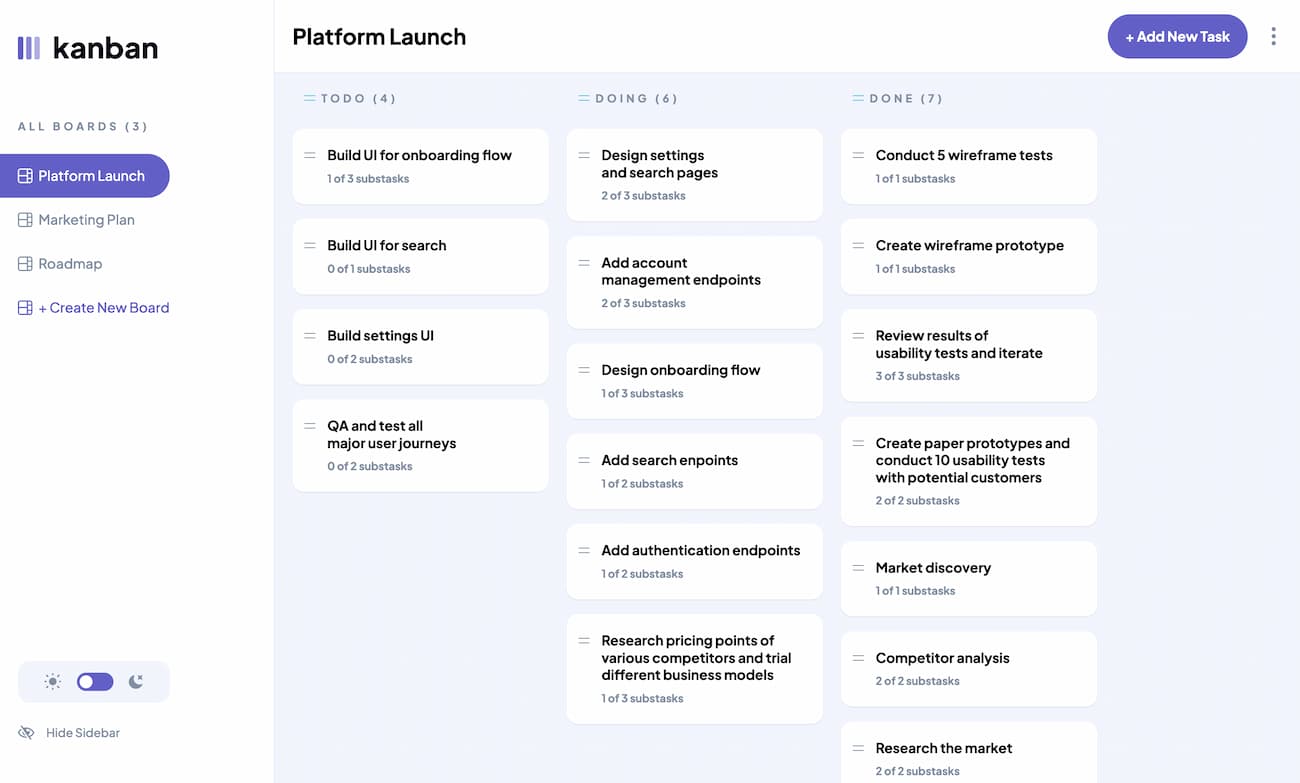 kanban
ALL BOARDS (3)
Platform Launch
Marketing Plan
Roadmap
+ Create New Board
Hide Sidebar
Platform Launch
+ Add New Task
TODO (4)
Build UI for onboarding flow
1 of 3 substasks
Build UI for search
0 of 1 substasks
Build settings UI
0 of 2 substasks
QA and test all
major user journeys
0 of 2 substasks
DOING (6)
Design settings
and search pages
2 of 3 substasks
Add account
management endpoints
2 of 3 substasks
Design onboarding flow
1 of 3 substasks
Add search enpoints
1 of 2 substasks
Add authentication endpoints
1 of 2 substasks
Research pricing points of
various competitors and trial
different business models
1 of 3 substasks
DONE (7)
Conduct 5 wireframe tests
1 of 1 substasks
Create wireframe prototype
1 of 1 substasks
Review results of
usability tests and iterate
3 of 3 substasks
Create paper prototypes and
conduct 10 usability tests
with potential customers
2 of 2 substasks
Market discovery
1 of 1 substasks
Competitor analysis
2 of 2 substasks
Research the market
2 of 2 substasks